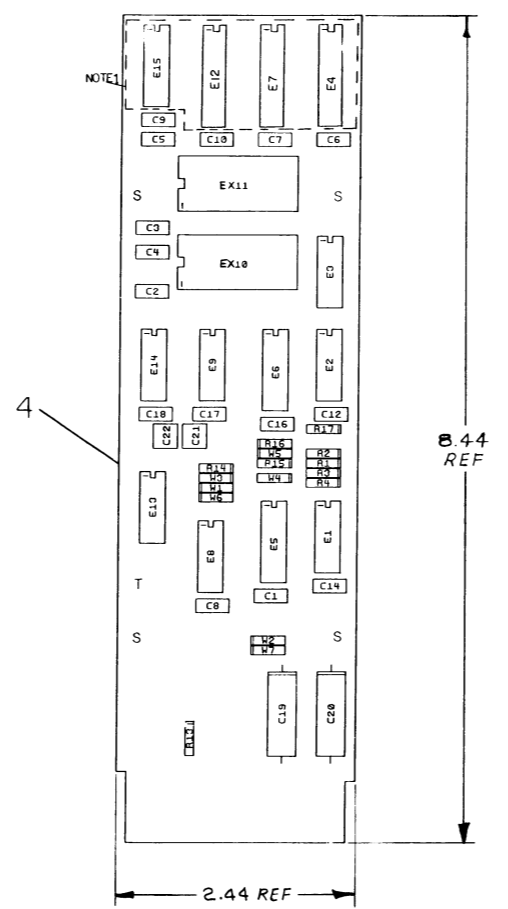 E15
E12
E7
E4
NOTE1
C9
C5
C10
C7
C6
EX11
S
S
C3
C4
EX10
E3
C2
E14
E9
E6
E2
4
C18
C17
C16
C12
R17
C22
C21
8.44
REF
R16
W5
R15
W4
R2
R1
R3
R4
R14
W3
W1
W6
E13
E8
E5
E1
T
C14
C1
C8
S
S
W2
W7
C19
C20
R13
2.44 REF